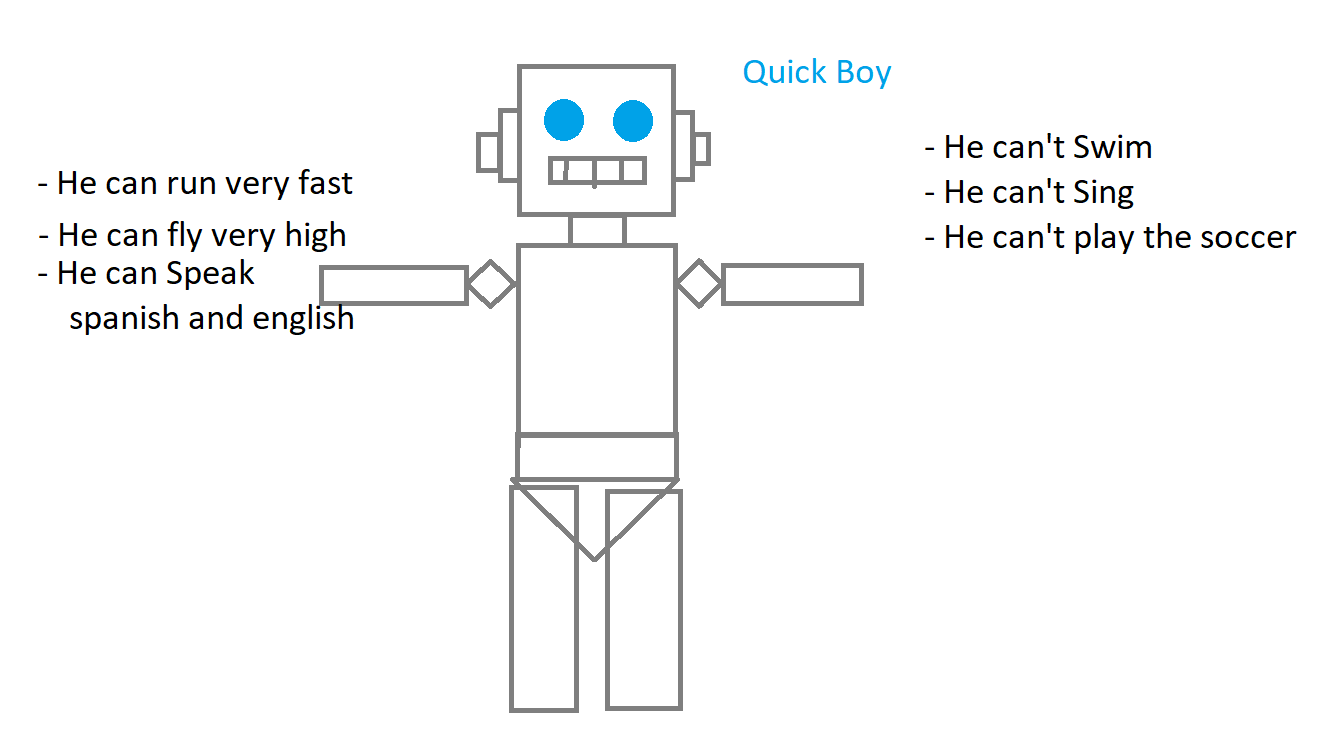 Quick Boy
- He can run very fast
- He can fly very high
- He can Speak
spanish and english
- He can't Swim
- He can't Sing
- He can't play the soccer